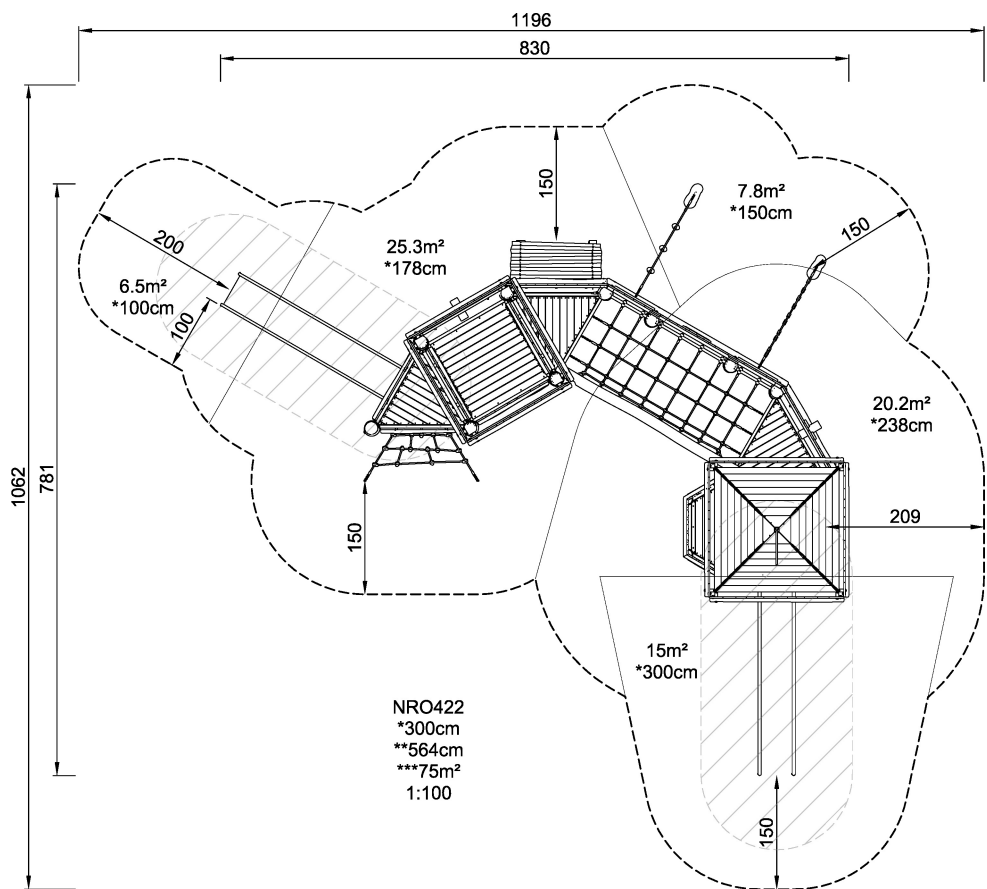 1196
830
150
7.8m²
*150cm
150
200
25.3m²
*178cm
6.5m²
*100cm
100
20.2m²
*238cm
1062
781
209
150
15m²
*300cm
NRO422
*300cm
**564cm
***75m²
1:100
150